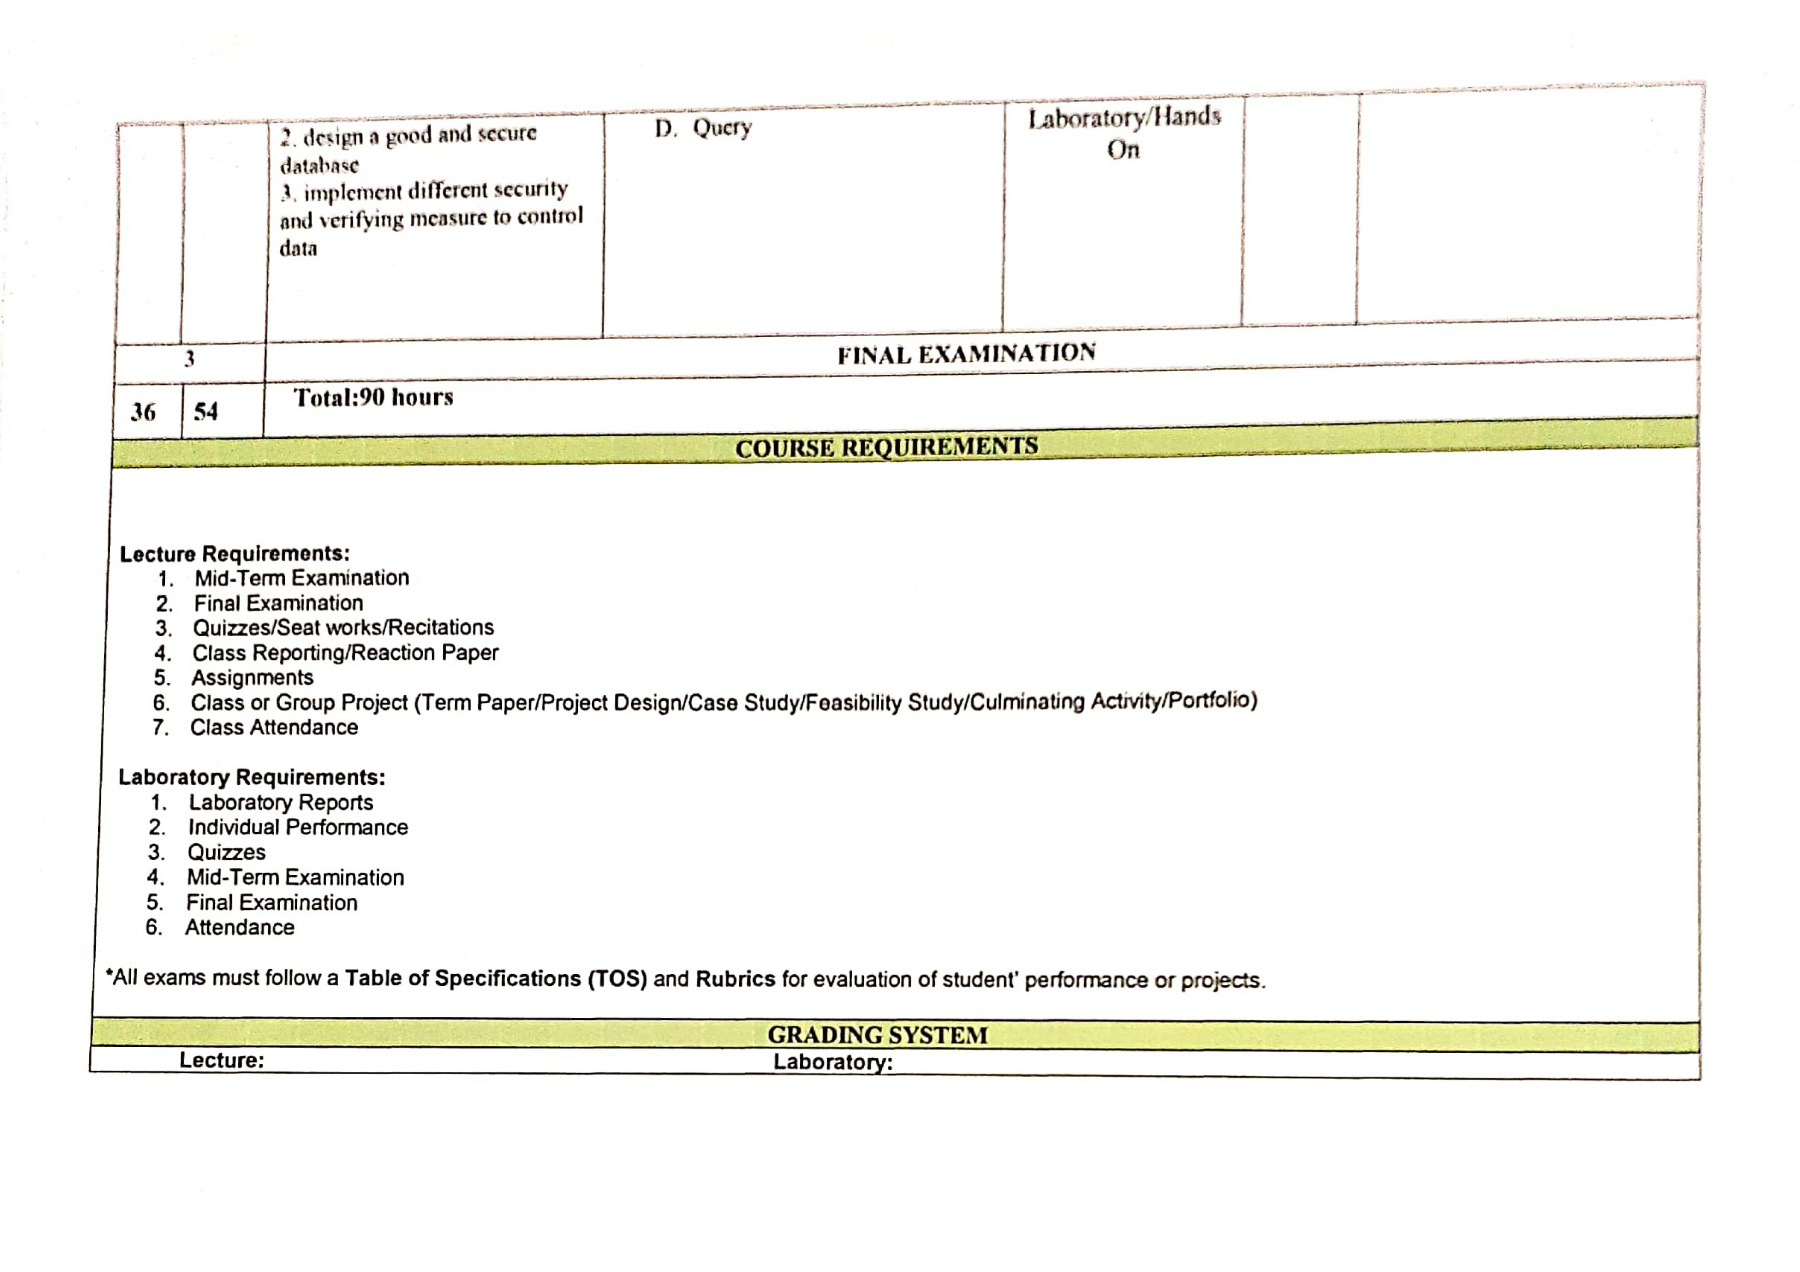 2. design a good and secure
database
3. implement different security
and verifying measure to control
data
D. Query
Laboratory/Hands
On
3
FINAL EXAMINATION
36
54
Total:90 hours
COURSE REQUIREMENTS
Lecture Requirements:
1. Mid-Term Examination
2. Final Examination
3. Quizzes/Seat works/Recitations
4. Class Reporting/Reaction Paper
5. Assignments
6. Class or Group Project (Term Paper/Project Design/Case Study/Feasibility Study/Culminating Activity/Portfolio)
7. Class Attendance
Laboratory Requirements:
1. Laboratory Reports
2. Individual Performance
3. Quizzes
4. Mid-Term Examination
5. Final Examination
6. Attendance
*All exams must follow a Table of Specifications (TOS) and Rubrics for evaluation of student' performance or projects.
GRADING SYSTEM
Lecture:
Laboratory: